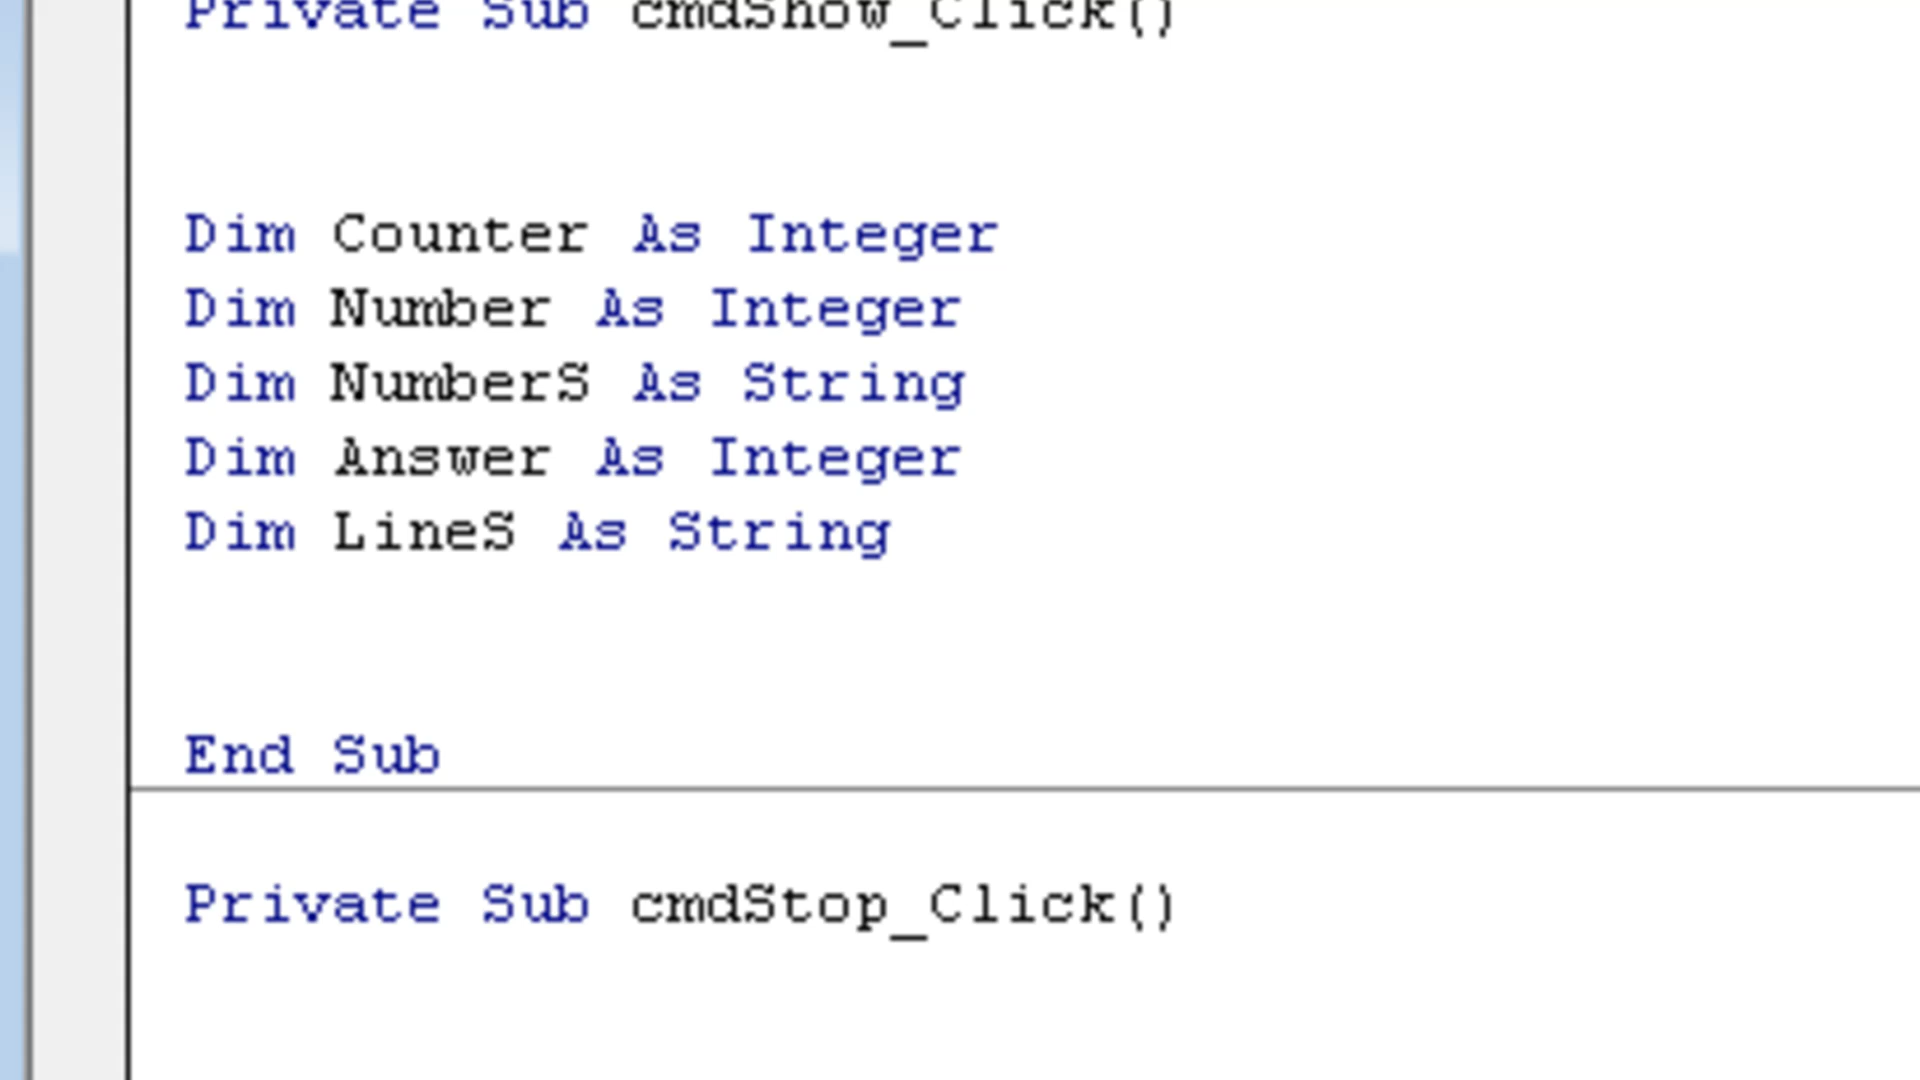 Private Sub cmdShow_Click()
Dim Counter As Integer
Dim Number As Integer
Dim NumberS As String
Dim Answer As Integer
Dim LineS As String
End Sub
Private Sub cmdStop_Click()